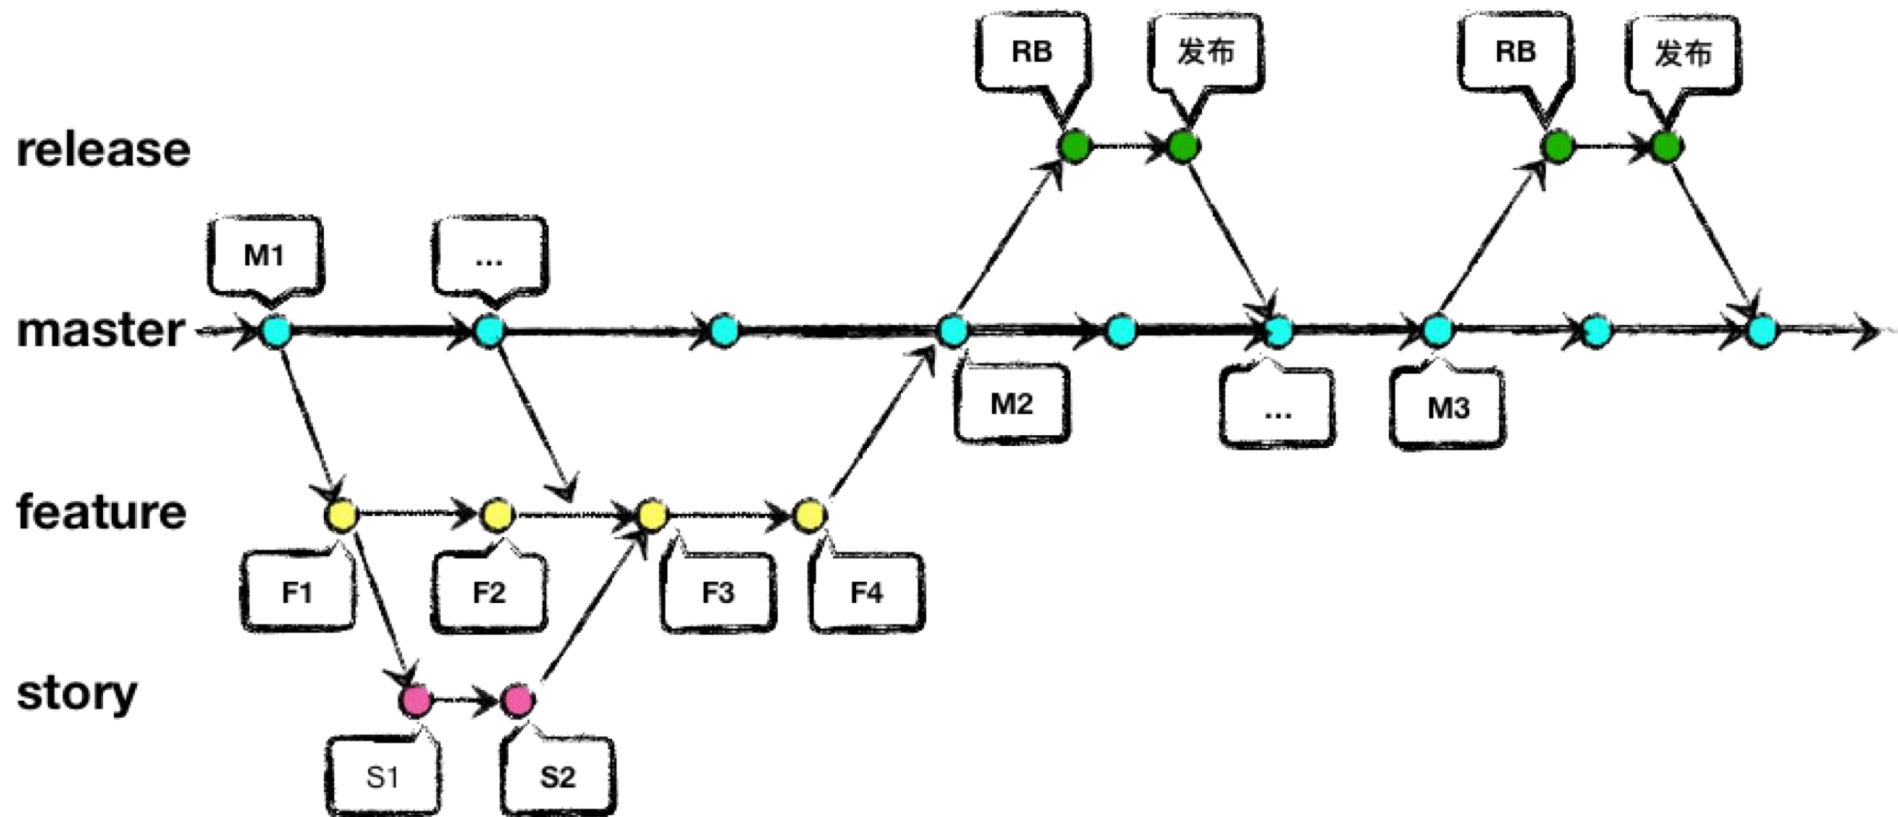 RB
发布
RB
发布
release
M1
...
master
M2
...
M3
feature
F1
F2
F3
F4
story
S1
S2